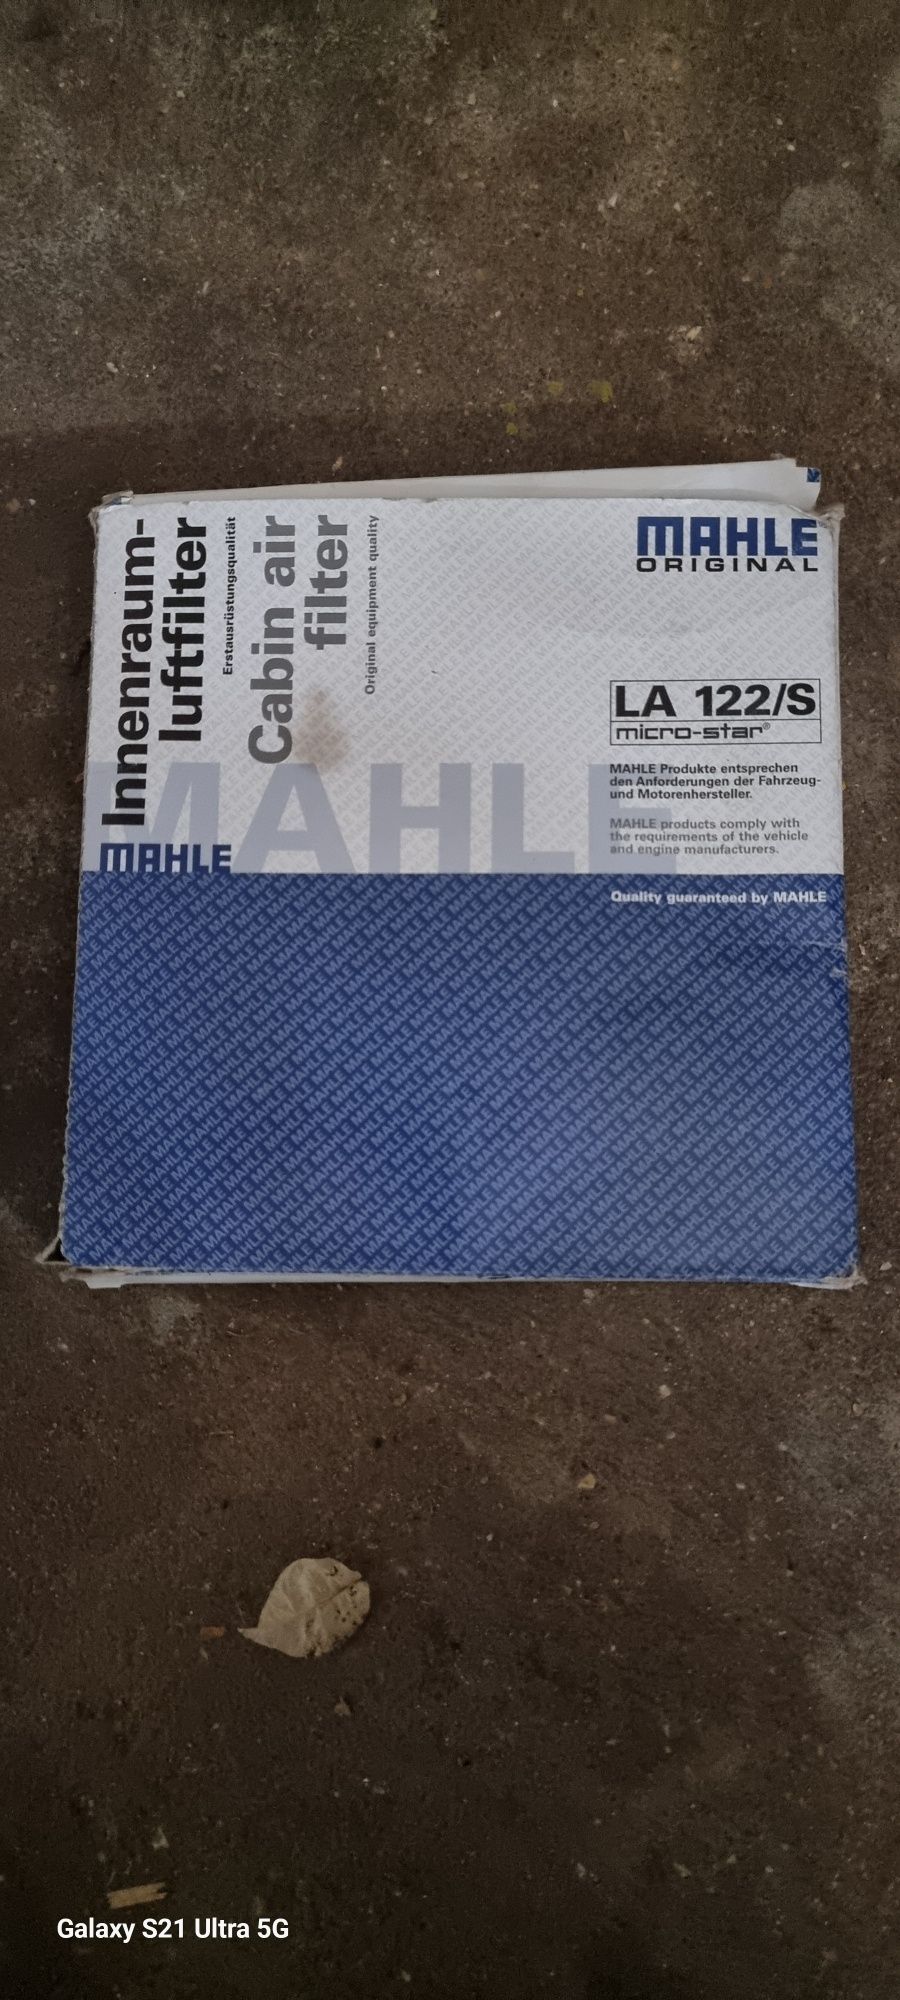 Innenraum-
luftfilter
Erstausrüstungsqualität
Cabin air
filter
Original equipment quality
MAHLE
ORIGINAL
LA 122/S
micro-star®
MAHLE Produkte entsprechen
den Anforderungen der Fahrzeug-
und Motorenhersteller.
MAHLE products comply with
the requirements of the vehicle
and engine manufacturers.
MAHLE
MAHLE
Quality guaranteed by MAHLE
Galaxy S21 Ultra 5G